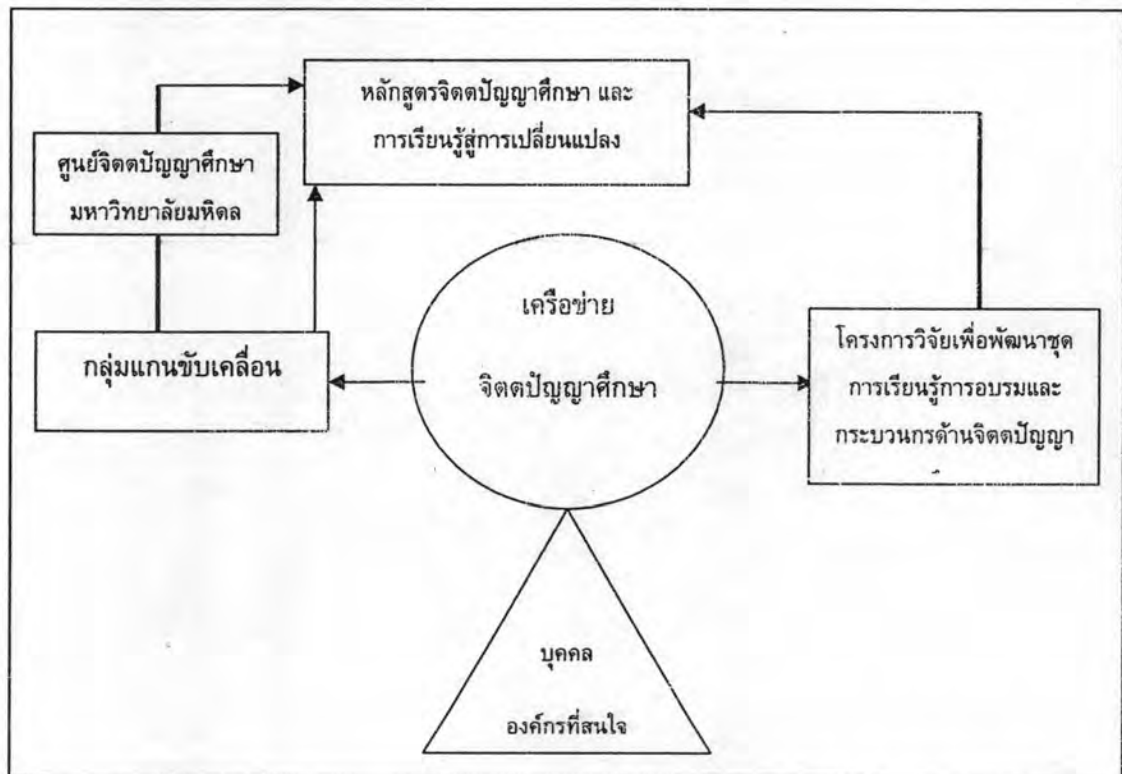 หลักสูตรจิตตปัญญาศึกษา และ
การเรียนรู้สู่การเปลี่ยนแปลง
ศูนย์จิตตปัญญาศึกษา
มหาวิทยาลัยมหิดล
เครือข่าย
จิตตปัญญาศึกษา
กลุ่มแกนขับเคลื่อน
โครงการวิจัยเพื่อพัฒนาชุด
การเรียนรู้การอบรมและ
กระบวนกรด้านจิตตปัญญา
บุคคล
องค์กรที่สนใจ